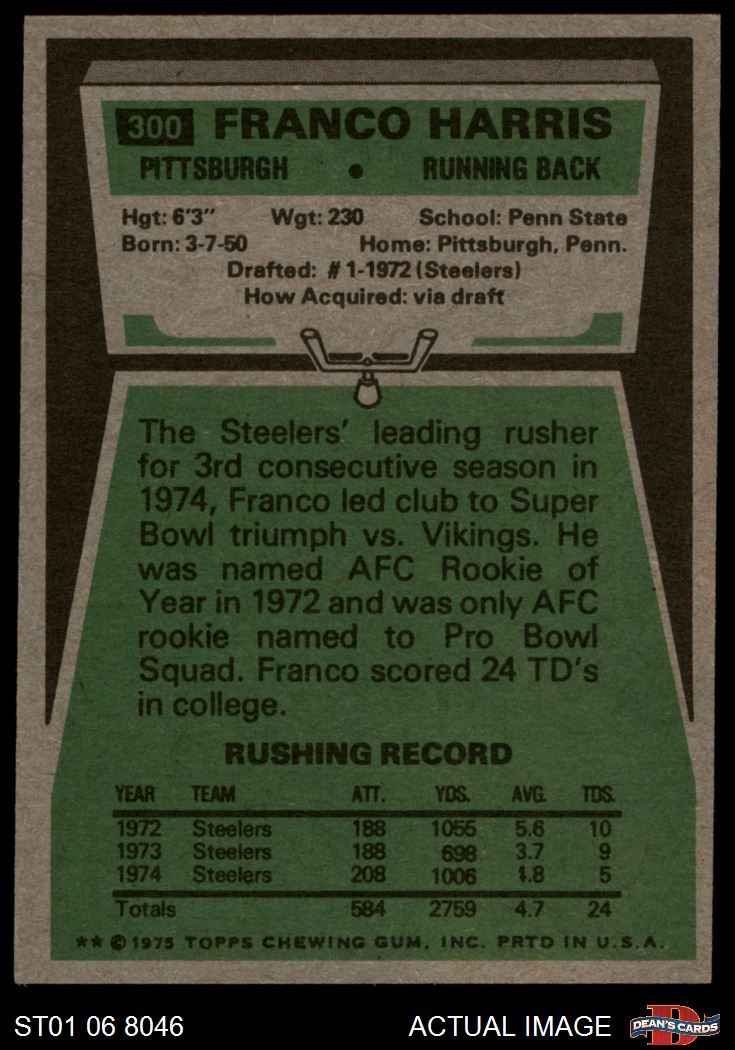 300 FRANCO HARRIS
PITTSBURGH • RUNNING BACK
Hgt: 6'3" Wgt: 230 School: Penn State
Born: 3-7-50 Home: Pittsburgh, Penn.
Drafted: #1-1972 (Steelers)
How Acquired: via draft
The Steelers' leading rusher
for 3rd consecutive season in
1974, Franco led club to Super
Bowl triumph vs. Vikings. He
was named AFC Rookie of
Year in 1972 and was only AFC
rookie named to Pro Bowl
Squad. Franco scored 24 TD's
in college.
RUSHING RECORD
YEAR TEAM ATT. YDS. AVG. TDS.
1972 Steelers 188 1055 5.6 10
1973 Steelers 188 698 3.7 9
1974 Steelers 208 1006 4.8 5
Totals 584 2759 4.7 24
** © 1975 TOPPS CHEWING GUM, INC. PRTD IN U.S.A.
ST01 06 8046 ACTUAL IMAGE D DEAN'S CARDS